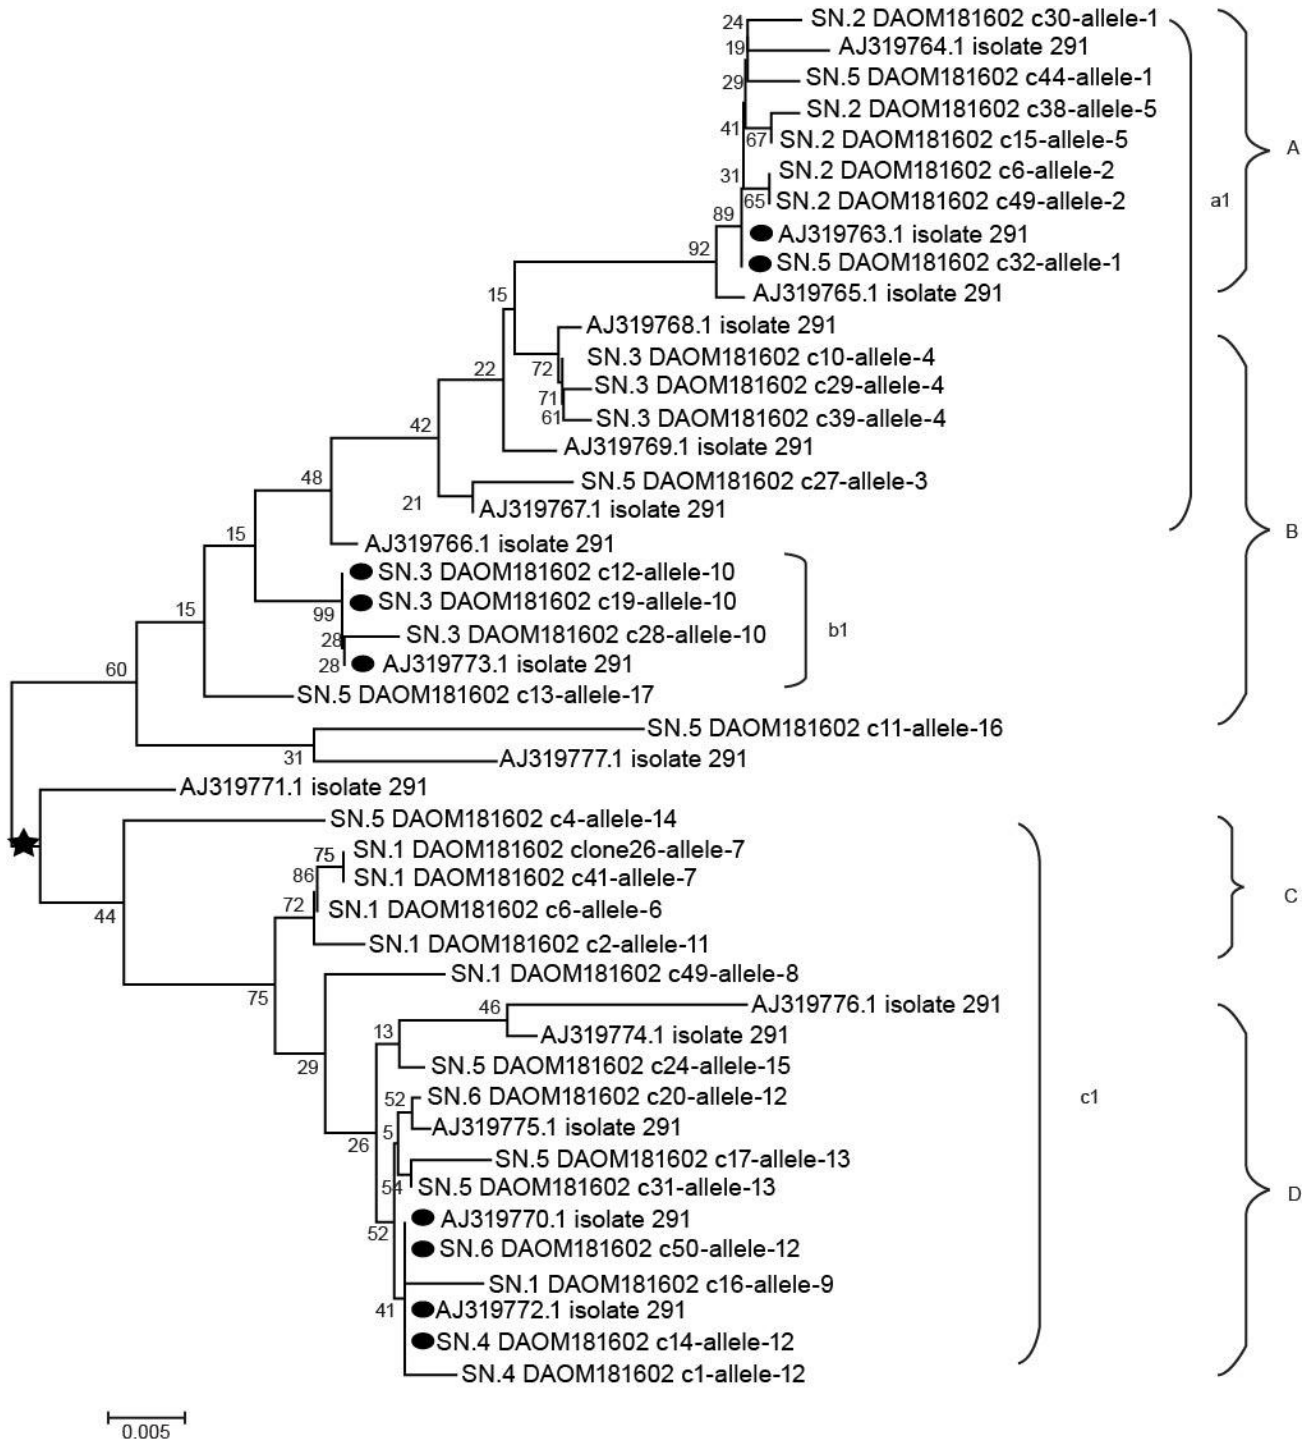 24
SN.2 DAOM181602 c30-allele-1
19
AJ319764.1 isolate 291
29
SN.5 DAOM181602 c44-allele-1
SN.2 DAOM181602 c38-allele-5
41
67
SN.2 DAOM181602 c15-allele-5
A
31
SN.2 DAOM181602 c6-allele-2
65
SN.2 DAOM181602 c49-allele-2
a1
89
AJ319763.1 isolate 291
92
SN.5 DAOM181602 c32-allele-1
15
AJ319765.1 isolate 291
AJ319768.1 isolate 291
22
72
SN.3 DAOM181602 c10-allele-4
71
SN.3 DAOM181602 c29-allele-4
61
SN.3 DAOM181602 c39-allele-4
42
AJ319769.1 isolate 291
48
SN.5 DAOM181602 c27-allele-3
21
AJ319767.1 isolate 291
15
AJ319766.1 isolate 291
B
SN.3 DAOM181602 c12-allele-10
15
99
SN.3 DAOM181602 c19-allele-10
28
SN.3 DAOM181602 c28-allele-10
b1
28
AJ319773.1 isolate 291
60
SN.5 DAOM181602 c13-allele-17
SN.5 DAOM181602 c11-allele-16
31
AJ319777.1 isolate 291
AJ319771.1 isolate 291
SN.5 DAOM181602 c4-allele-14
75
SN.1 DAOM181602 clone26-allele-7
86
SN.1 DAOM181602 c41-allele-7
72
SN.1 DAOM181602 c6-allele-6
C
44
SN.1 DAOM181602 c2-allele-11
75
SN.1 DAOM181602 c49-allele-8
46
AJ319776.1 isolate 291
13
AJ319774.1 isolate 291
29
SN.5 DAOM181602 c24-allele-15
52
SN.6 DAOM181602 c20-allele-12
c1
5
AJ319775.1 isolate 291
26
SN.5 DAOM181602 c17-allele-13
54
SN.5 DAOM181602 c31-allele-13
D
52
AJ319770.1 isolate 291
SN.6 DAOM181602 c50-allele-12
SN.1 DAOM181602 c16-allele-9
41
AJ319772.1 isolate 291
SN.4 DAOM181602 c14-allele-12
SN.4 DAOM181602 c1-allele-12
0.005